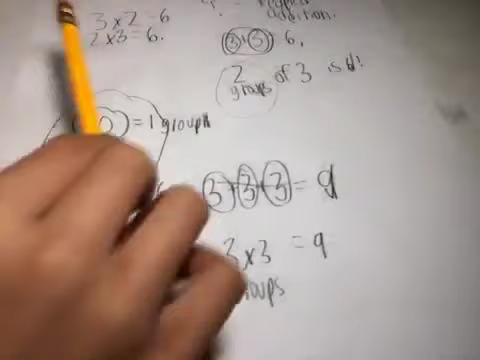 3 x 2 = 6
2 x 3 = 6.
addition.
3 + 3 = 6,
2 groups of 3 is 6!
= 1 group
3 + 3 + 3 = 9
3 x 3 = 9